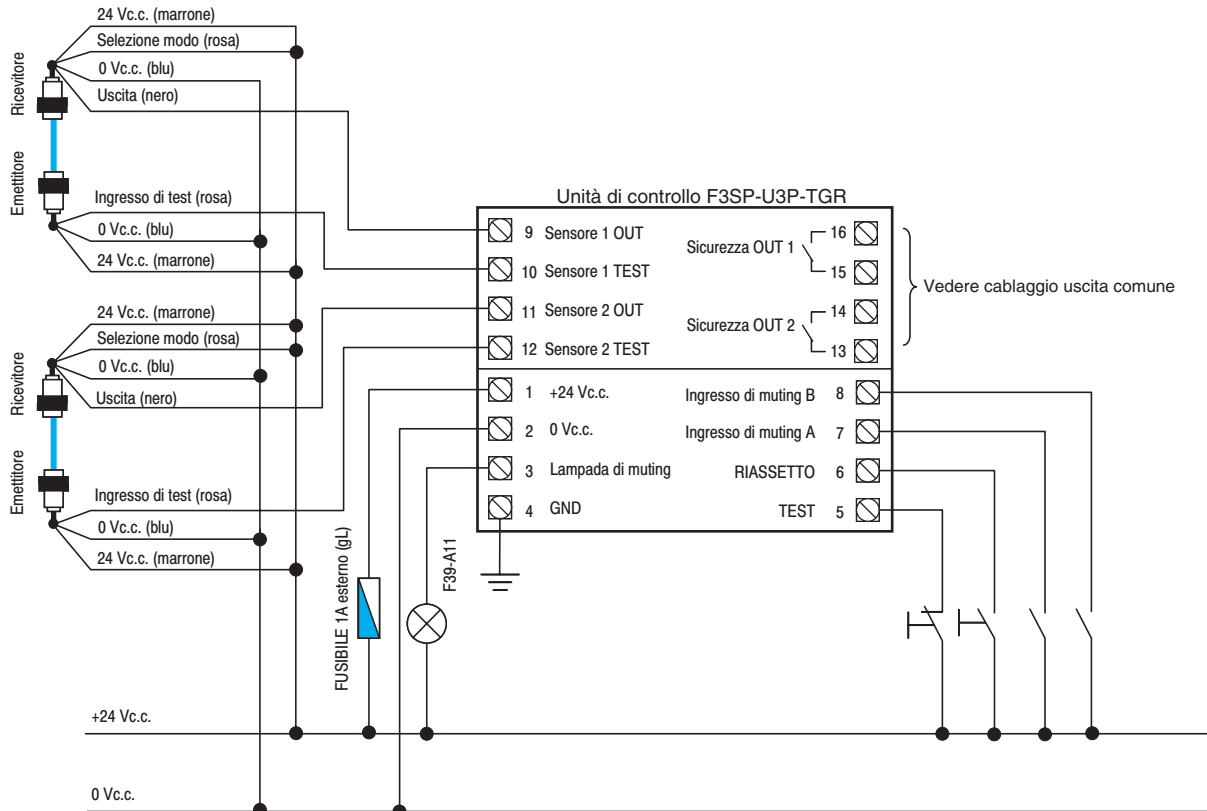 24 Vc.c. (marrone)
Selezione modo (rosa)
0 Vc.c. (blu)
Uscita (nero)
Ricevitore
Emettitore
Ingresso di test (rosa)
0 Vc.c. (blu)
24 Vc.c. (marrone)
24 Vc.c. (marrone)
Selezione modo (rosa)
0 Vc.c. (blu)
Uscita (nero)
Ricevitore
Emettitore
Ingresso di test (rosa)
0 Vc.c. (blu)
24 Vc.c. (marrone)
Unità di controllo F3SP-U3P-TGR
9 Sensore 1 OUT
10 Sensore 1 TEST
11 Sensore 2 OUT
12 Sensore 2 TEST
Sicurezza OUT 1
16
15
Sicurezza OUT 2
14
13
Vedere cablaggio uscita comune
1 +24 Vc.c.
2 0 Vc.c.
3 Lampada di muting
4 GND
Ingresso di muting B 8
Ingresso di muting A 7
RIASSETTO 6
TEST 5
FUSIBILE 1A esterno (gL)
F39-A11
+24 Vc.c.
0 Vc.c.